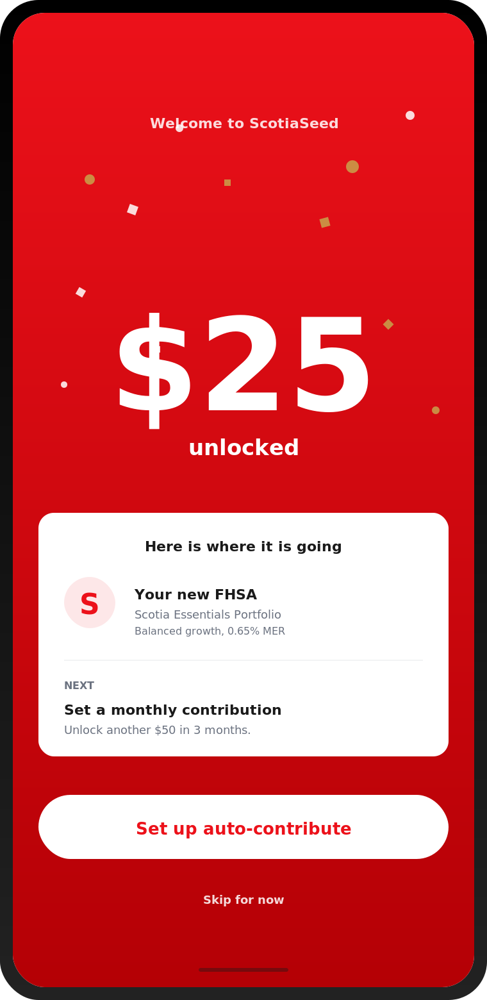 Welcome to ScotiaSeed
$25
unlocked
Here is where it is going
S
Your new FHSA
Scotia Essentials Portfolio
Balanced growth, 0.65% MER
NEXT
Set a monthly contribution
Unlock another $50 in 3 months.
Set up auto-contribute
Skip for now